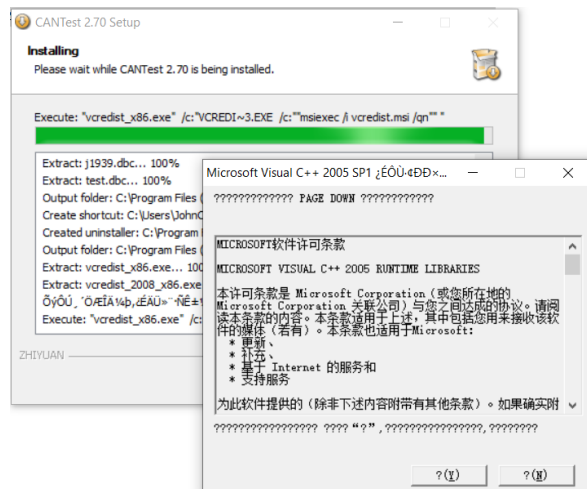 CANTest 2.70 Setup
Installing
Please wait while CANTest 2.70 is being installed.
Execute: "vcredist_x86.exe" /c:"VCREDI~3.EXE /c:""msiexec /i vcredist.msi /qn"" "
Extract: j1939.dbc... 100%
Extract: test.dbc... 100%
Output folder: C:\Program Files (
Create shortcut: C:\Users\JohnC
Created uninstaller: C:\Program
Output folder: C:\Program Files (
Extract: vcredist_x86.exe... 100
Extract: vcredist_2008_x86.exe
Execute: "vcredist_x86.exe" /c:
ZHIYUAN
Microsoft Visual C++ 2005 SP1 ¿ÉÔÙ·¢ÐÐ×...
????????????? PAGE DOWN ????????????
MICROSOFT软件许可条款
MICROSOFT VISUAL C++ 2005 RUNTIME LIBRARIES
本许可条款是 Microsoft Corporation（或您所在地的
Microsoft Corporation 关联公司）与您之间达成的协议。请阅
读本条款的内容。本条款适用于上述，其中包括您用来接收该软
件的媒体（若有）。本条款也适用于Microsoft:
* 更新、
* 补充、
* 基于 Internet 的服务和
* 支持服务
为此软件提供的（除非下述内容附带有其他条款）。如果确实附
????????????????? ???? “?”,????????????????,????????
?(Y)
?(N)